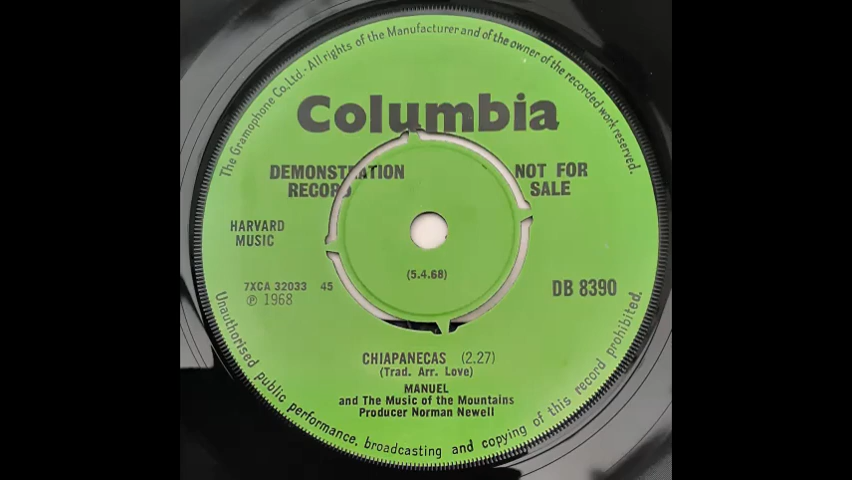 The Gramophone Co. Ltd · All rights of the Manufacturer and of the owner of the recorded work reserved.
Columbia
DEMONSTRATION
RECORD
NOT FOR
SALE
HARVARD
MUSIC
(5.4.68)
7XCA 32033 45
℗ 1968
DB 8390
CHIAPANECAS (2.27)
(Trad. Arr. Love)
MANUEL
and The Music of the Mountains
Producer Norman Newell
Unauthorised public performance, broadcasting and copying of this record prohibited.